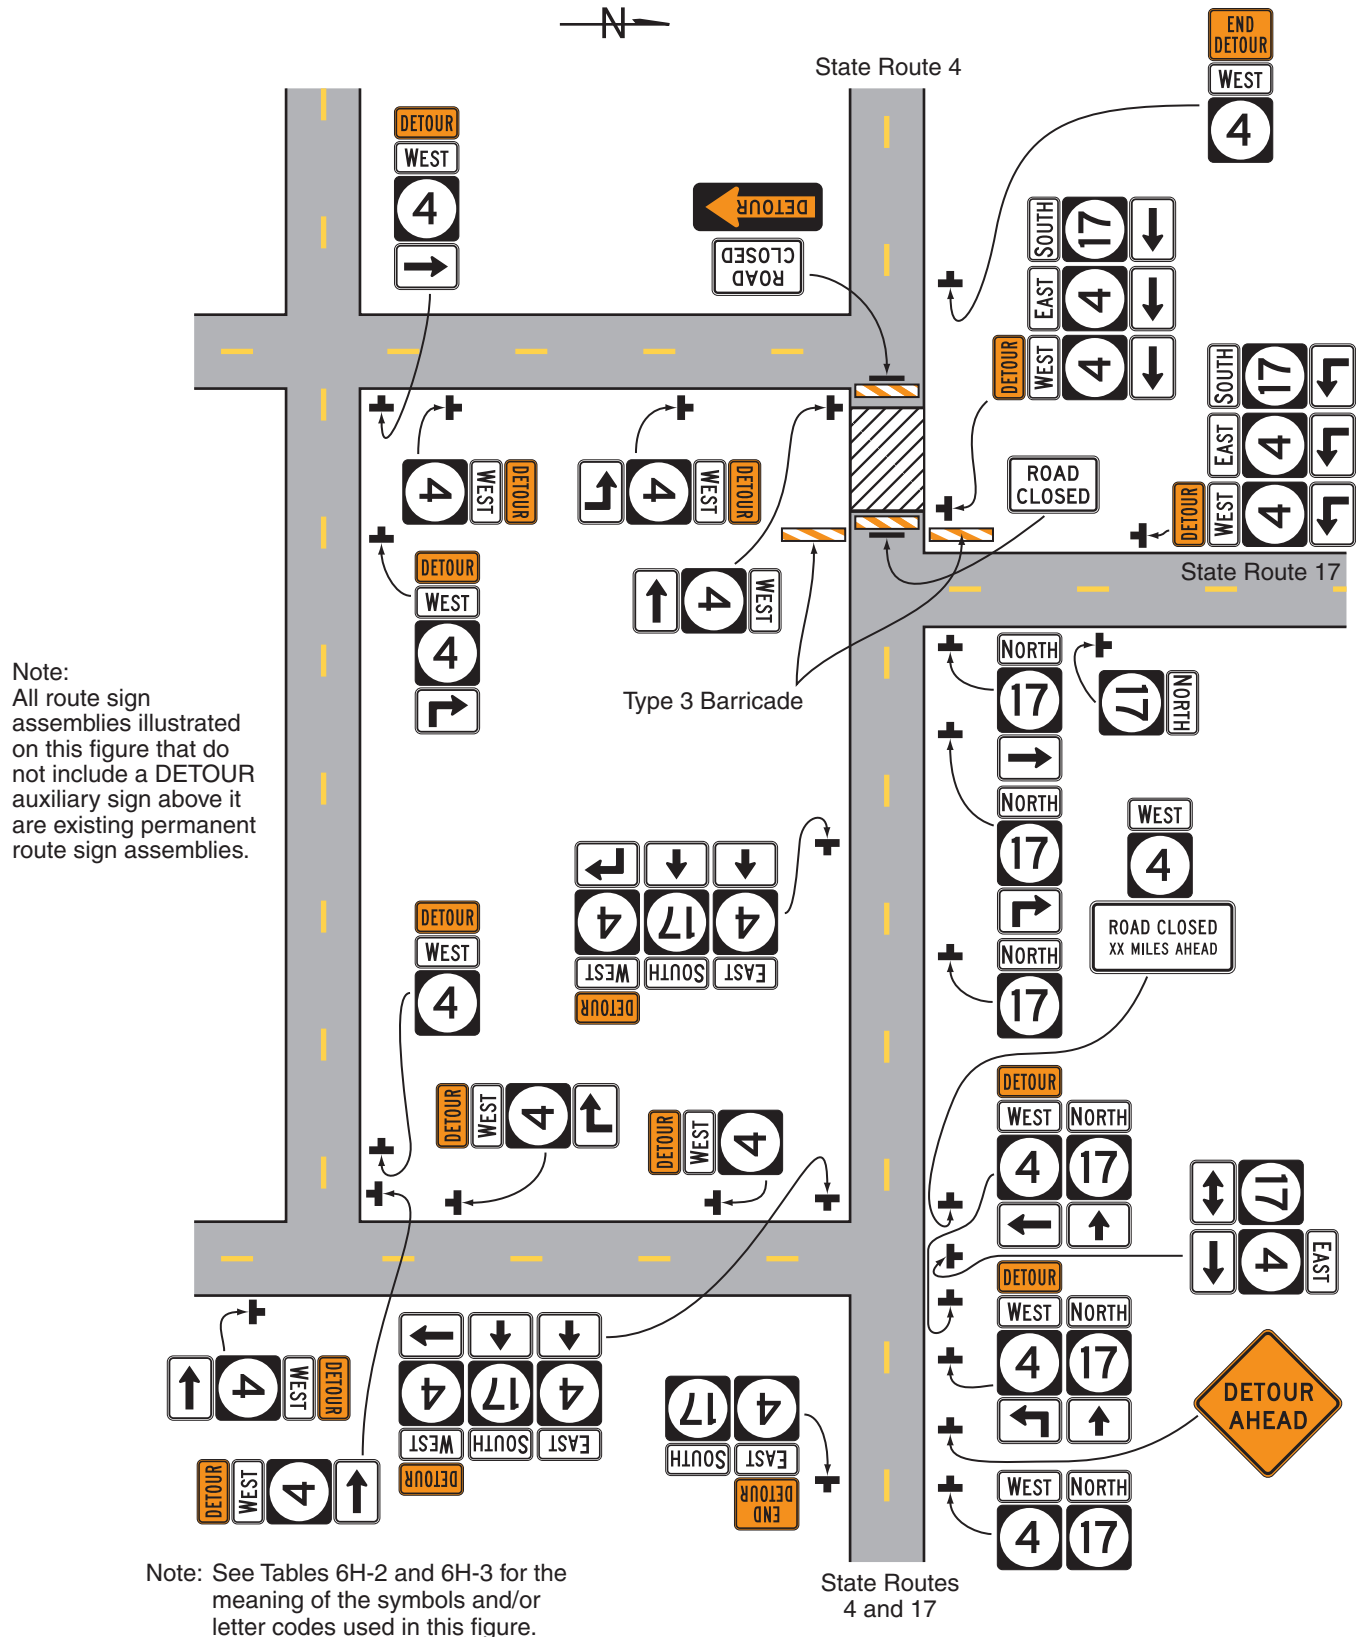 N
State Route 4
END
DETOUR
WEST
4
DETOUR
WEST
4
DETOUR
ROAD
CLOSED
SOUTH
17
EAST
4
DETOUR
WEST
4
SOUTH
17
EAST
4
DETOUR
WEST
4
ROAD
CLOSED
4
WEST
DETOUR
4
WEST
DETOUR
4
WEST
State Route 17
DETOUR
WEST
4
Type 3 Barricade
NORTH
17
17
NORTH
Note:
All route sign
assemblies illustrated
on this figure that do
not include a DETOUR
auxiliary sign above it
are existing permanent
route sign assemblies.
NORTH
17
WEST
4
ROAD CLOSED
XX MILES AHEAD
EAST
4
SOUTH
17
DETOUR
WEST
4
DETOUR
WEST
4
NORTH
17
DETOUR
WEST
4
DETOUR
WEST
4
DETOUR
WEST NORTH
4 17
17
4
EAST
DETOUR
WEST NORTH
4 17
DETOUR
AHEAD
4
WEST
DETOUR
DETOUR
WEST
4
EAST
4
SOUTH
17
DETOUR
WEST
4
END
DETOUR
EAST
4
SOUTH
17
WEST NORTH
4 17
Note: See Tables 6H-2 and 6H-3 for the
meaning of the symbols and/or
letter codes used in this figure.
State Routes
4 and 17